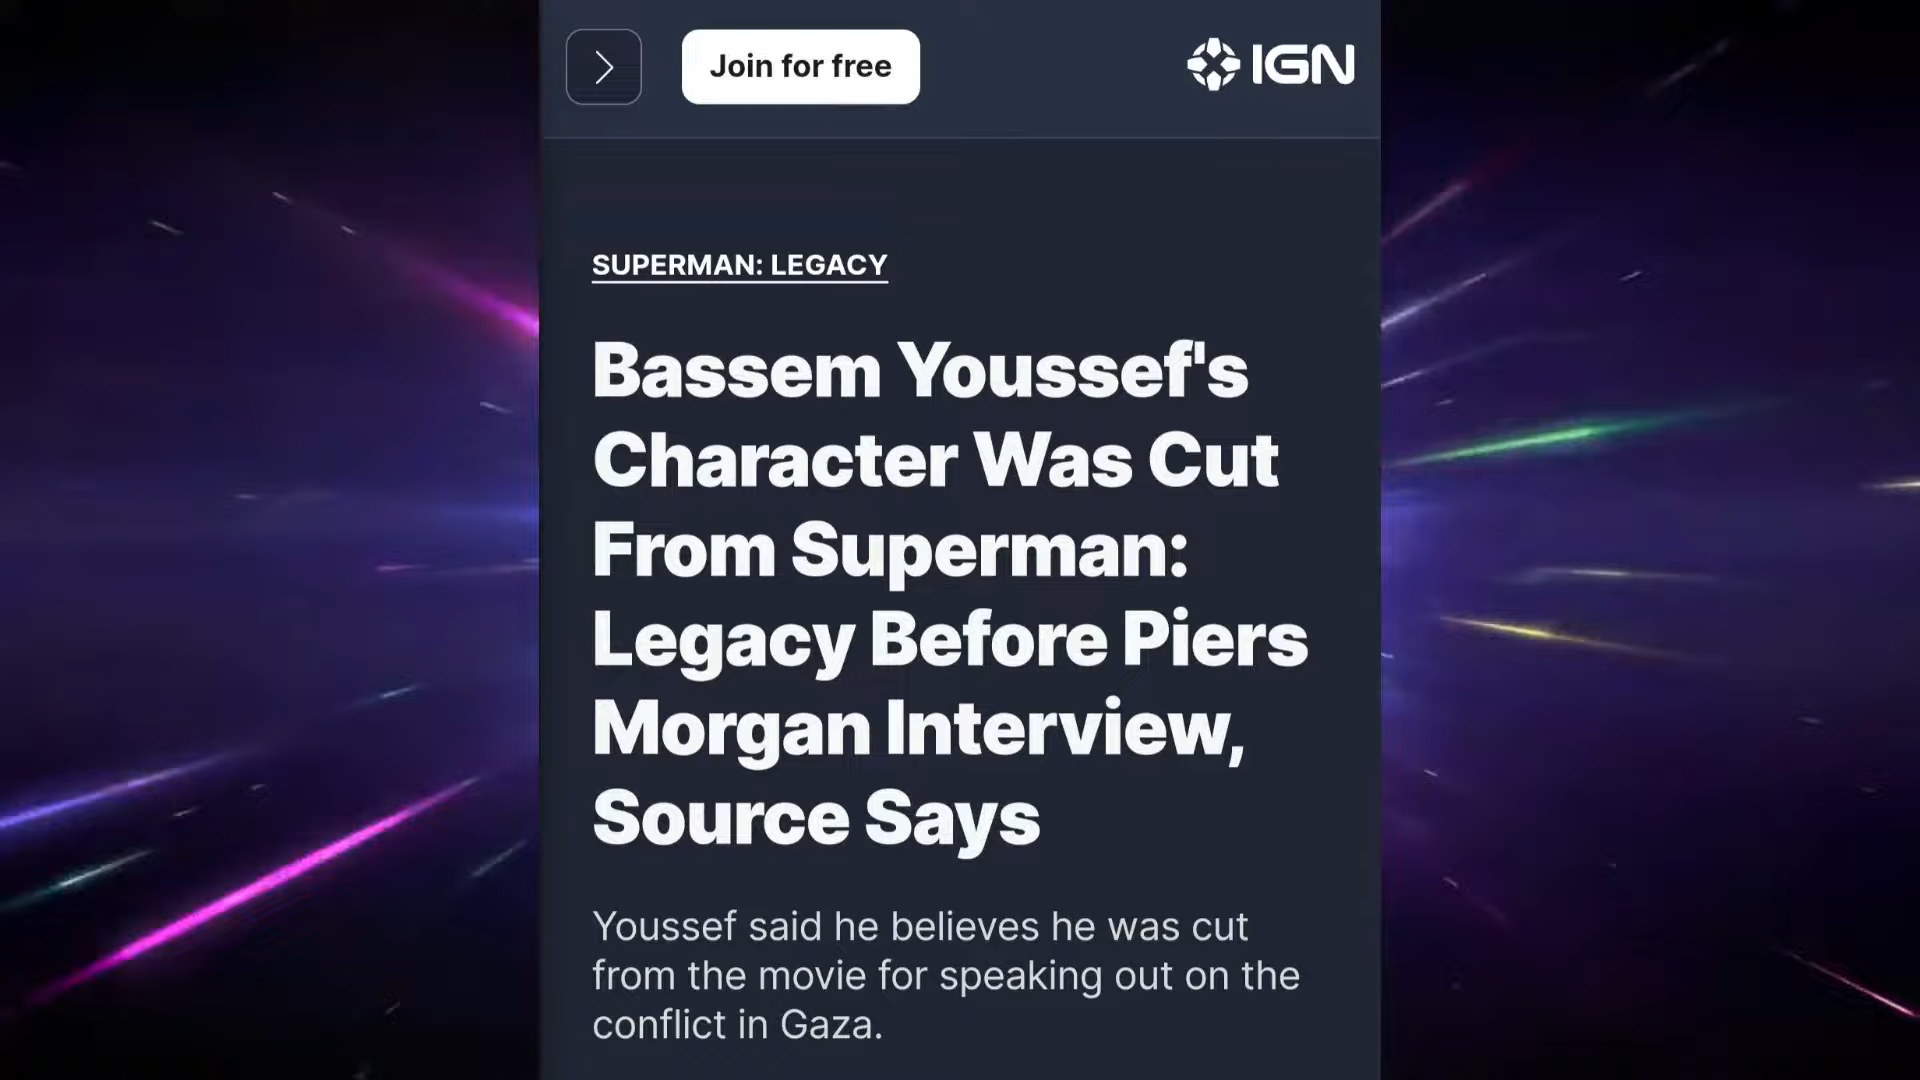 Join for free
IGN
SUPERMAN: LEGACY
Bassem Youssef's
Character Was Cut
From Superman:
Legacy Before Piers
Morgan Interview,
Source Says
Youssef said he believes he was cut
from the movie for speaking out on the
conflict in Gaza.